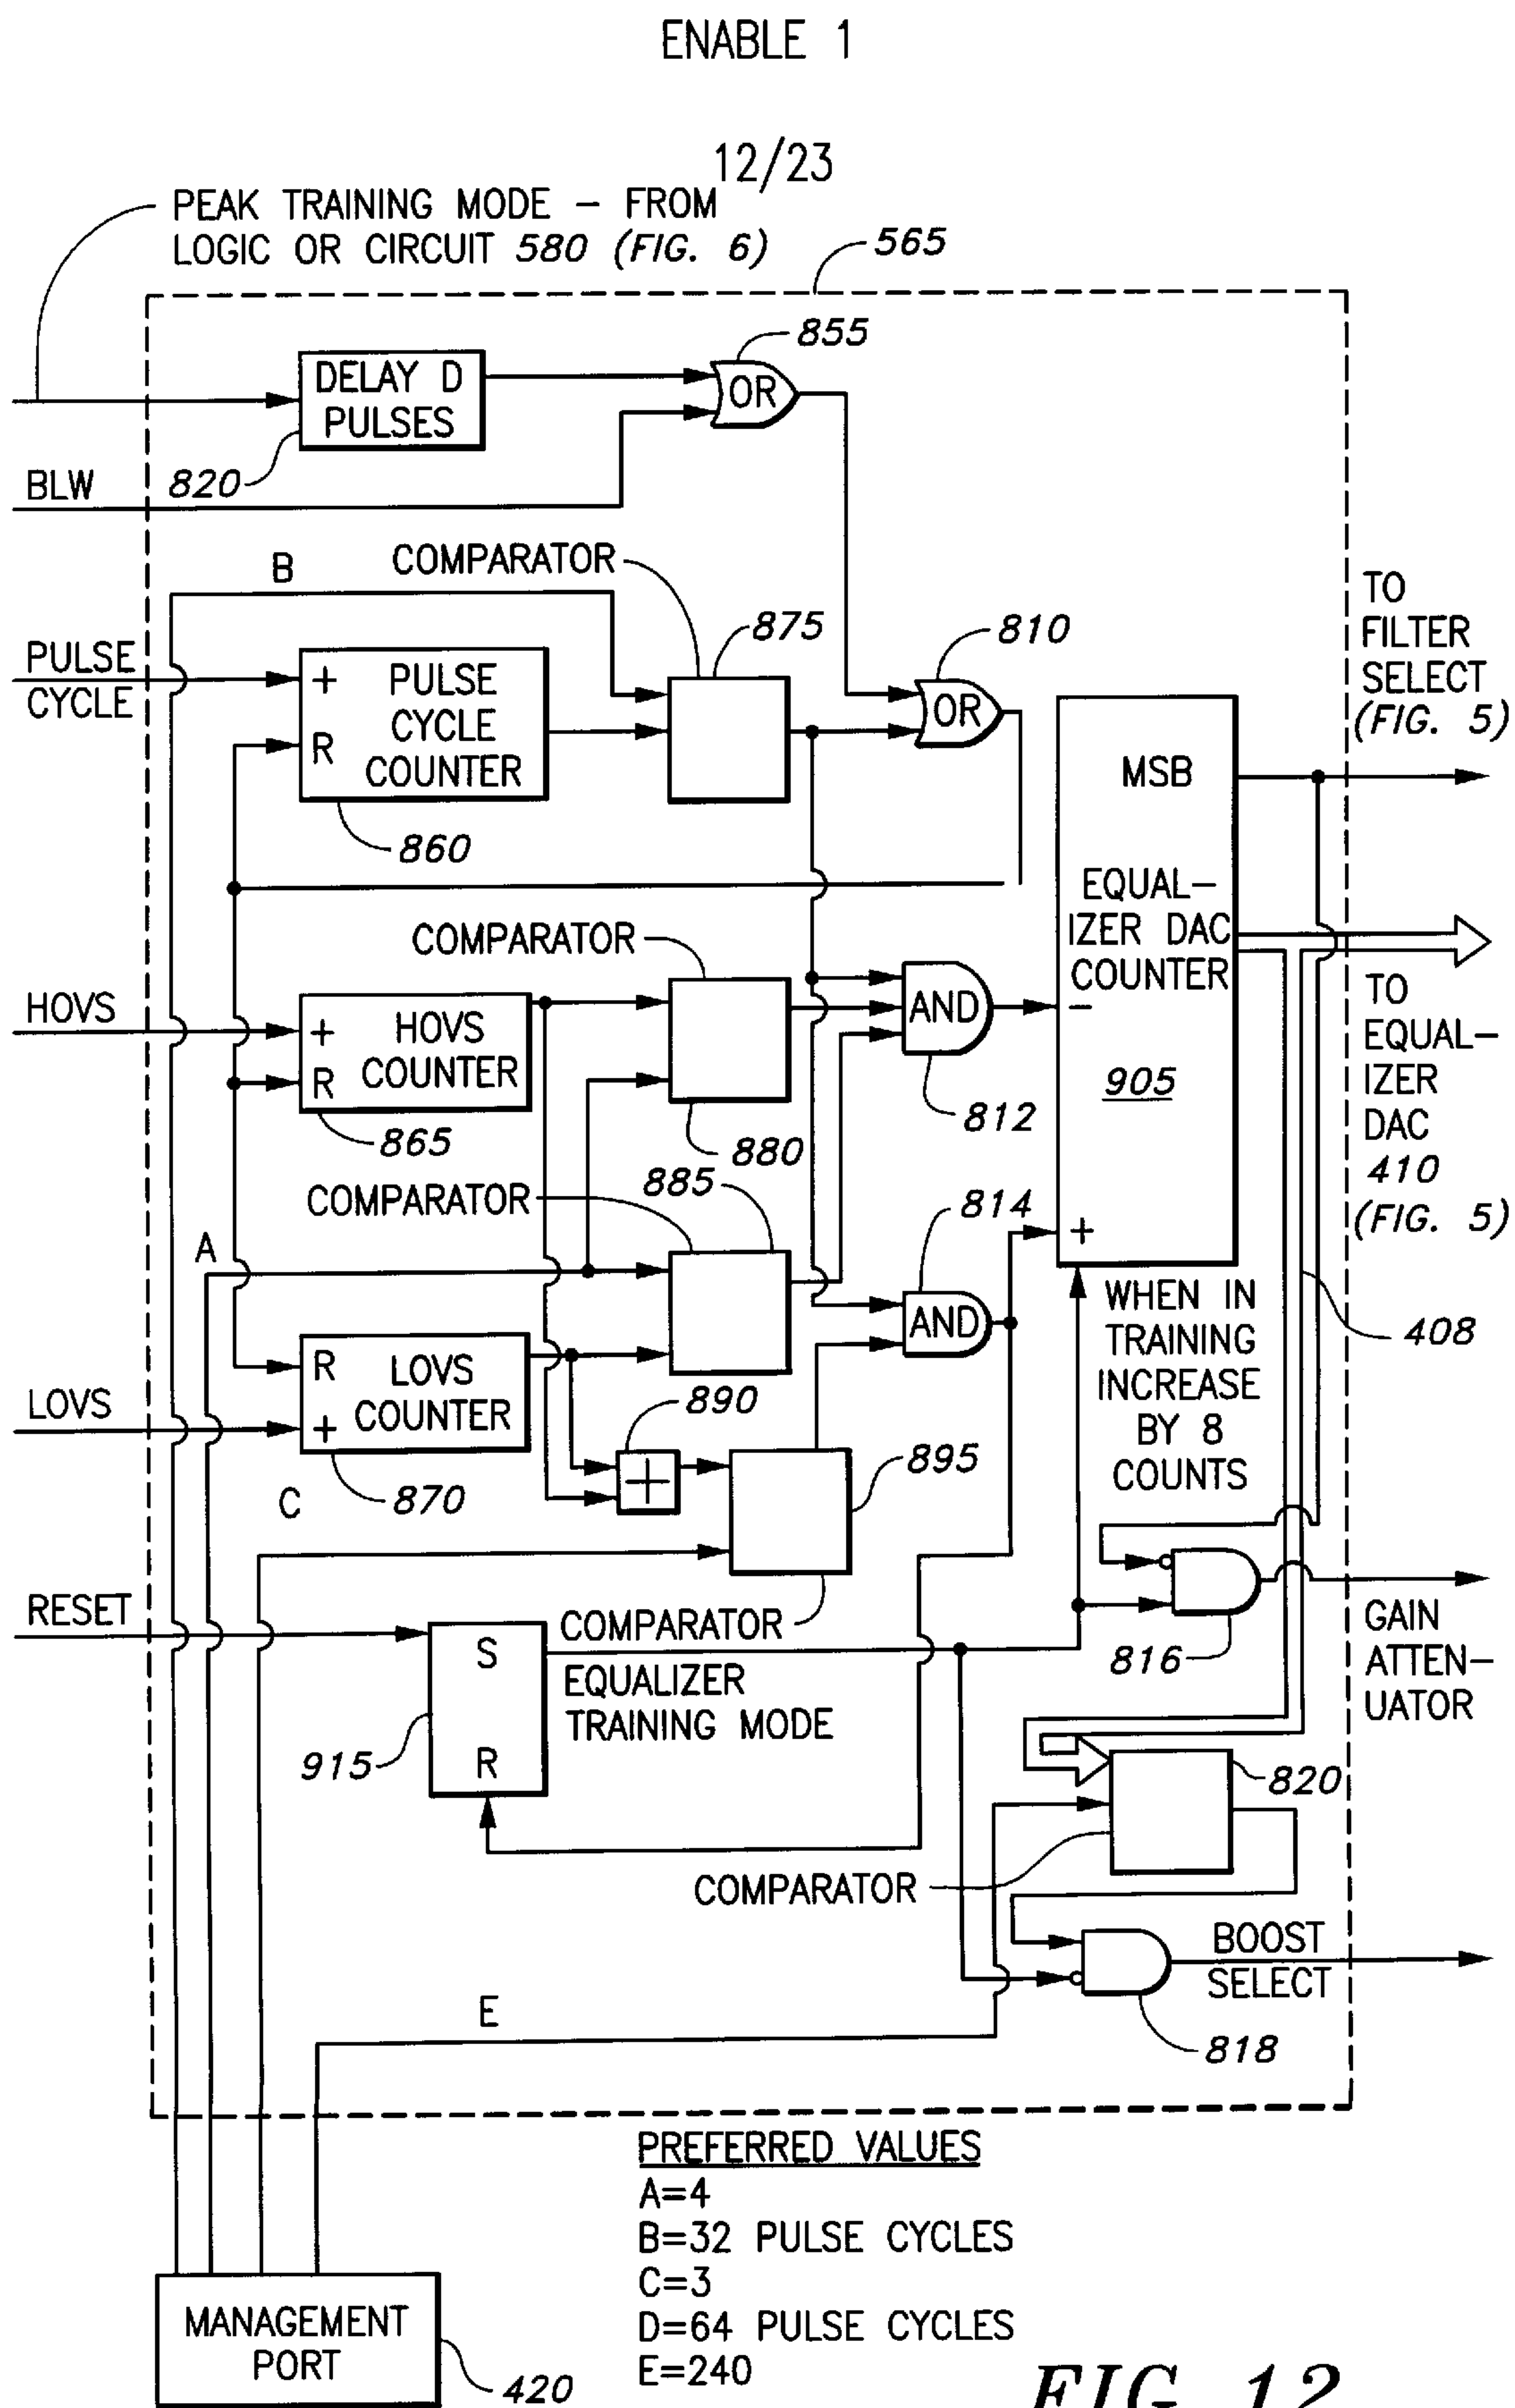 ENABLE 1
12/23
PEAK TRAINING MODE - FROM
LOGIC OR CIRCUIT 580 (FIG. 6)
565
855
DELAY D
PULSES
OR
820
BLW
B
COMPARATOR
875
810
TO
FILTER
SELECT
(FIG. 5)
PULSE
CYCLE
+
R
PULSE
CYCLE
COUNTER
OR
MSB
860
EQUAL-
IZER DAC
COUNTER
-
905
+
COMPARATOR
HOVS
+
R
HOVS
COUNTER
AND
TO
EQUAL-
IZER
DAC
410
(FIG. 5)
865
880
812
885
COMPARATOR
814
A
AND
WHEN IN
TRAINING
INCREASE
BY 8
COUNTS
408
R
+
LOVS
COUNTER
LOVS
890
895
+
870
C
RESET
COMPARATOR
S
R
EQUALIZER
TRAINING MODE
915
816
GAIN
ATTEN-
UATOR
820
COMPARATOR
BOOST
SELECT
E
818
PREFERRED VALUES
A=4
B=32 PULSE CYCLES
C=3
D=64 PULSE CYCLES
E=240
MANAGEMENT
PORT
420
FIG 12